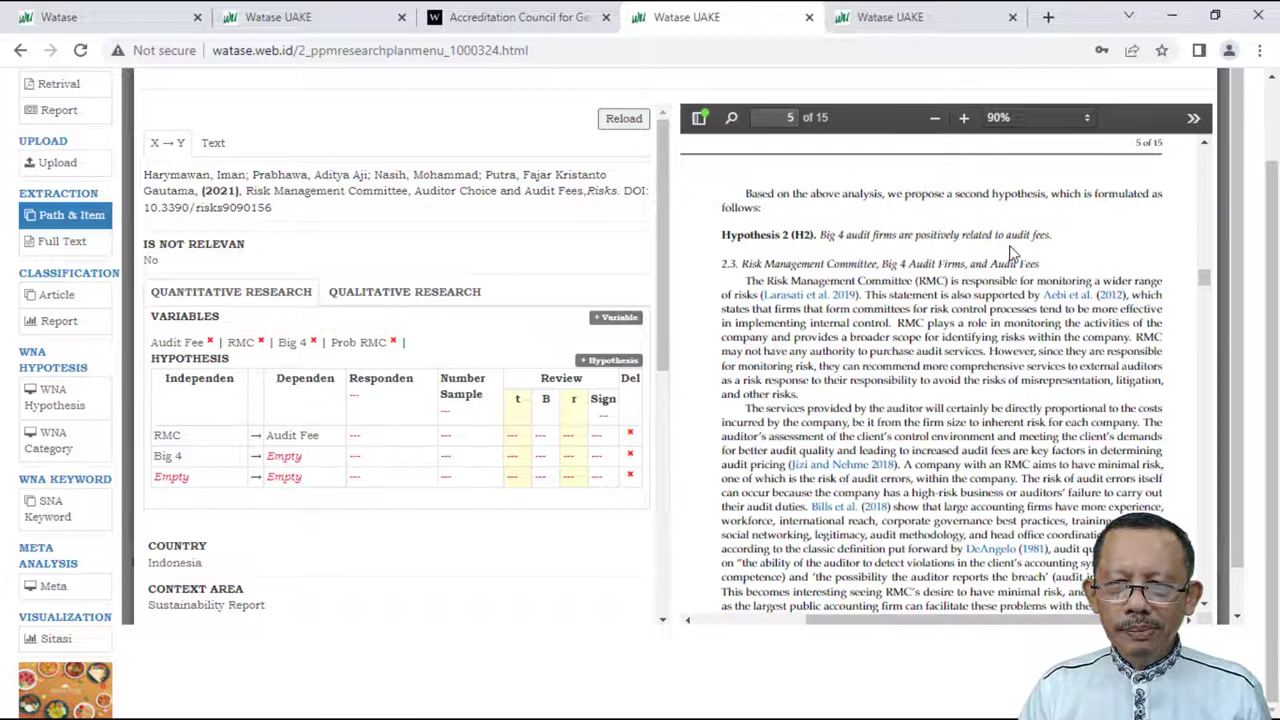 Watase
Watase UAKE
Accreditation Council for Ge
Watase UAKE
Watase UAKE
Not secure
watase.web.id/2_ppmresearchplanmenu_1000324.html
Retrival
Report
UPLOAD
Upload
EXTRACTION
Path & Item
Full Text
CLASSIFICATION
Article
Report
WNA
HYPOTESIS
WNA
Hypothesis
WNA
Category
WNA KEYWORD
SNA
Keyword
META
ANALYSIS
Meta
VISUALIZATION
Sitasi
Reload
X → Y
Text
Harymawan, Iman; Prabhawa, Aditya Aji; Nasih, Mohammad; Putra, Fajar Kristanto
Gautama, (2021), Risk Management Committee, Auditor Choice and Audit Fees,Risks. DOI:
10.3390/risks9090156
IS NOT RELEVAN
No
QUANTITATIVE RESEARCH
QUALITATIVE RESEARCH
VARIABLES
+ Variable
Audit Fee × | RMC × | Big 4 × | Prob RMC × |
HYPOTHESIS
+ Hypothesis
Independen
Dependen
Responden
---
Number
Sample
---
Review
Del
t
B
r
Sign
---
RMC → Audit Fee --- --- --- --- --- --- ×
Big 4 → Empty --- --- --- --- --- --- ×
Empty → Empty --- --- --- --- --- --- ×
COUNTRY
Indonesia
CONTEXT AREA
Sustainability Report
5 of 15
90%
5 of 15
Based on the above analysis, we propose a second hypothesis, which is formulated as
follows:
Hypothesis 2 (H2). Big 4 audit firms are positively related to audit fees.
2.3. Risk Management Committee, Big 4 Audit Firms, and Audit Fees
The Risk Management Committee (RMC) is responsible for monitoring a wider range
of risks (Larasati et al. 2019). This statement is also supported by Aebi et al. (2012), which
states that firms that form committees for risk control processes tend to be more effective
in implementing internal control. RMC plays a role in monitoring the activities of the
company and provides a broader scope for identifying risks within the company. RMC
may not have any authority to purchase audit services. However, since they are responsible
for monitoring risk, they can recommend more comprehensive services to external auditors
as a risk response to their responsibility to avoid the risks of misrepresentation, litigation,
and other risks.
The services provided by the auditor will certainly be directly proportional to the costs
incurred by the company, be it from the firm size to inherent risk for each company. The
auditor's assessment of the client's control environment and meeting the client's demands
for better audit quality and leading to increased audit fees are key factors in determining
audit pricing (Jizi and Nehme 2018). A company with an RMC aims to have minimal risk,
one of which is the risk of audit errors, within the company. The risk of audit errors itself
can occur because the company has a high-risk business or auditors' failure to carry out
their audit duties. Bills et al. (2018) show that large accounting firms have more experience,
workforce, international reach, corporate governance best practices, training
social networking, legitimacy, audit methodology, and head office coordinatio
according to the classic definition put forward by DeAngelo (1981), audit qu
on "the ability of the auditor to detect violations in the client's accounting sy
competence) and 'the possibility the auditor reports the breach' (audit i
This becomes interesting seeing RMC's desire to have minimal risk, and
as the largest public accounting firm can facilitate these problems with the